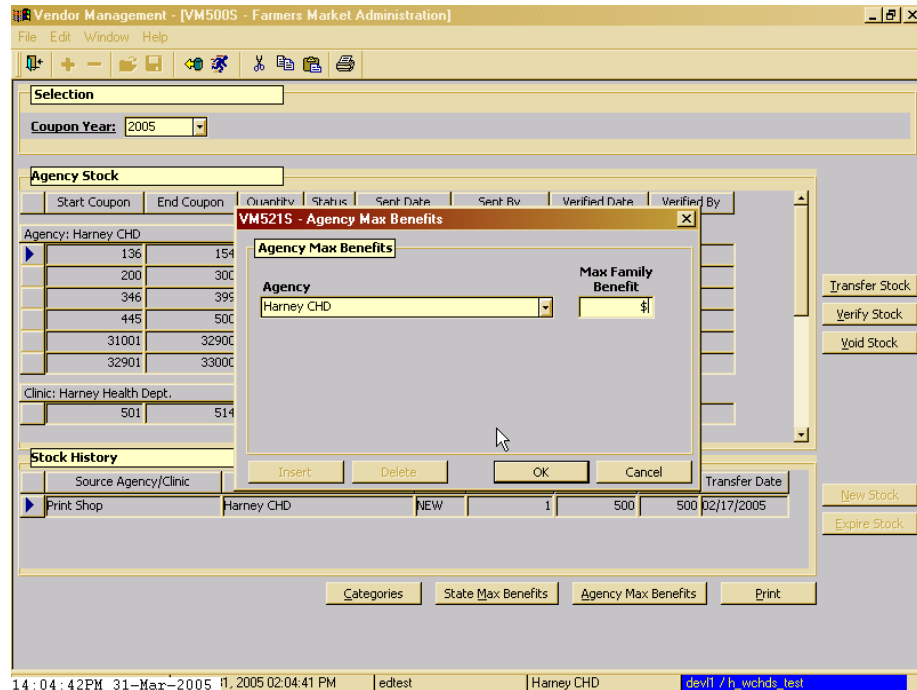 Vendor Management - [VM500S - Farmers Market Administration]
File Edit Window Help
Selection
Coupon Year: 2005
Agency Stock
Start Coupon End Coupon Quantity Status Sent Date Sent By Verified Date Verified By
VM521S - Agency Max Benefits
Agency: Harney CHD
Agency Max Benefits
136 154
200 300
346 399
445 500
31001 32900
32901 33000
Max Family
Agency Benefit
Harney CHD $
Transfer Stock
Verify Stock
Void Stock
Clinic: Harney Health Dept.
501 514
Stock History
Insert Delete OK Cancel
Source Agency/Clinic Transfer Date
Print Shop Harney CHD NEW 1 500 500 02/17/2005
New Stock
Expire Stock
Categories State Max Benefits Agency Max Benefits Print
14:04:42PM 31-Mar-2005 1, 2005 02:04:41 PM edtest Harney CHD devl1 / h_wchds_test